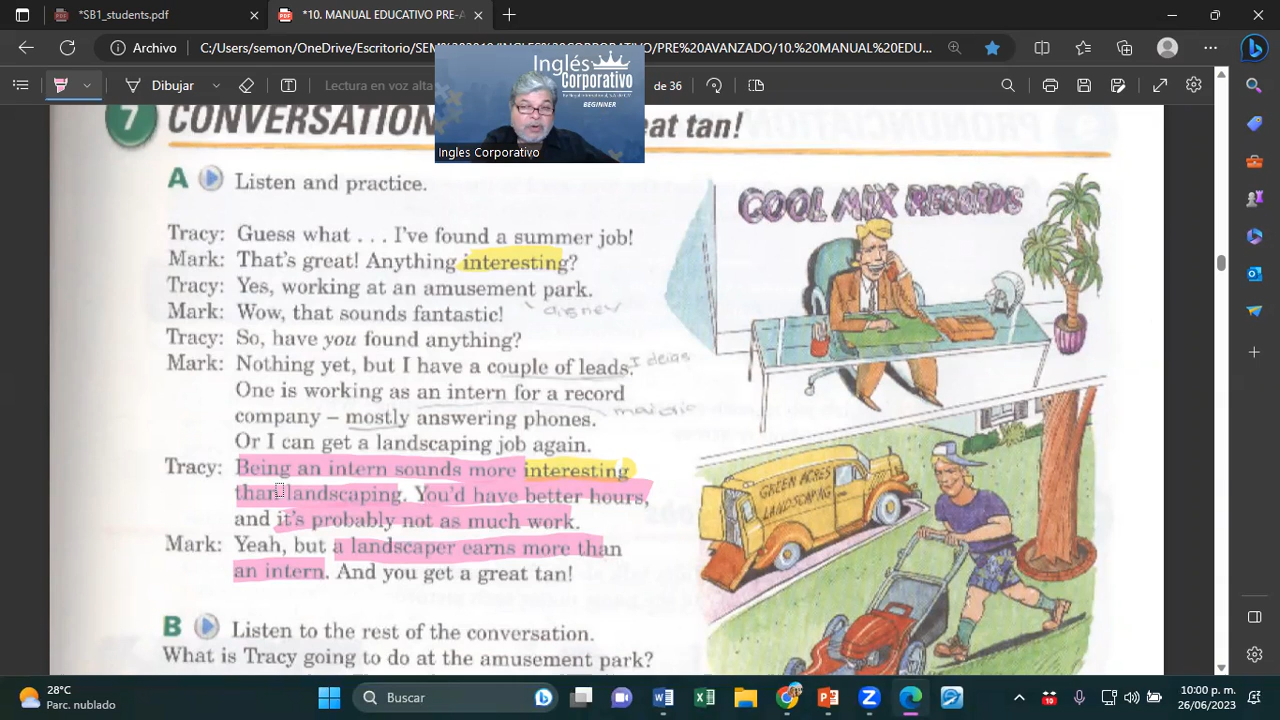 *SB1_students.pdf
*10. MANUAL EDUCATIVO PRE-A
Archivo
C:/Users/semon/OneDrive/Escritorio/SEM
/PRE%20AVANZADO/10.%20MANUAL%20EDU...
Dibujar
Lectura en voz alta
de 36
Inglés
Corporativo
BEGINNER
Ingles Corporativo
7 CONVERSATION
eat tan!
A Listen and practice.
Tracy: Guess what . . . I've found a summer job!
Mark: That's great! Anything interesting?
Tracy: Yes, working at an amusement park.
Mark: Wow, that sounds fantastic!
disney
Tracy: So, have you found anything?
Mark: Nothing yet, but I have a couple of leads.
Ideias
One is working as an intern for a record
company – mostly answering phones.
Or I can get a landscaping job again.
Tracy: Being an intern sounds more interesting
than landscaping. You'd have better hours,
and it's probably not as much work.
Mark: Yeah, but a landscaper earns more than
an intern. And you get a great tan!
B Listen to the rest of the conversation.
What is Tracy going to do at the amusement park?
COOL MIX RECORDS
GREEN ACRES
LANDSCAPING
28°C
Parc. nublado
Buscar
10
10:00 p. m.
26/06/2023